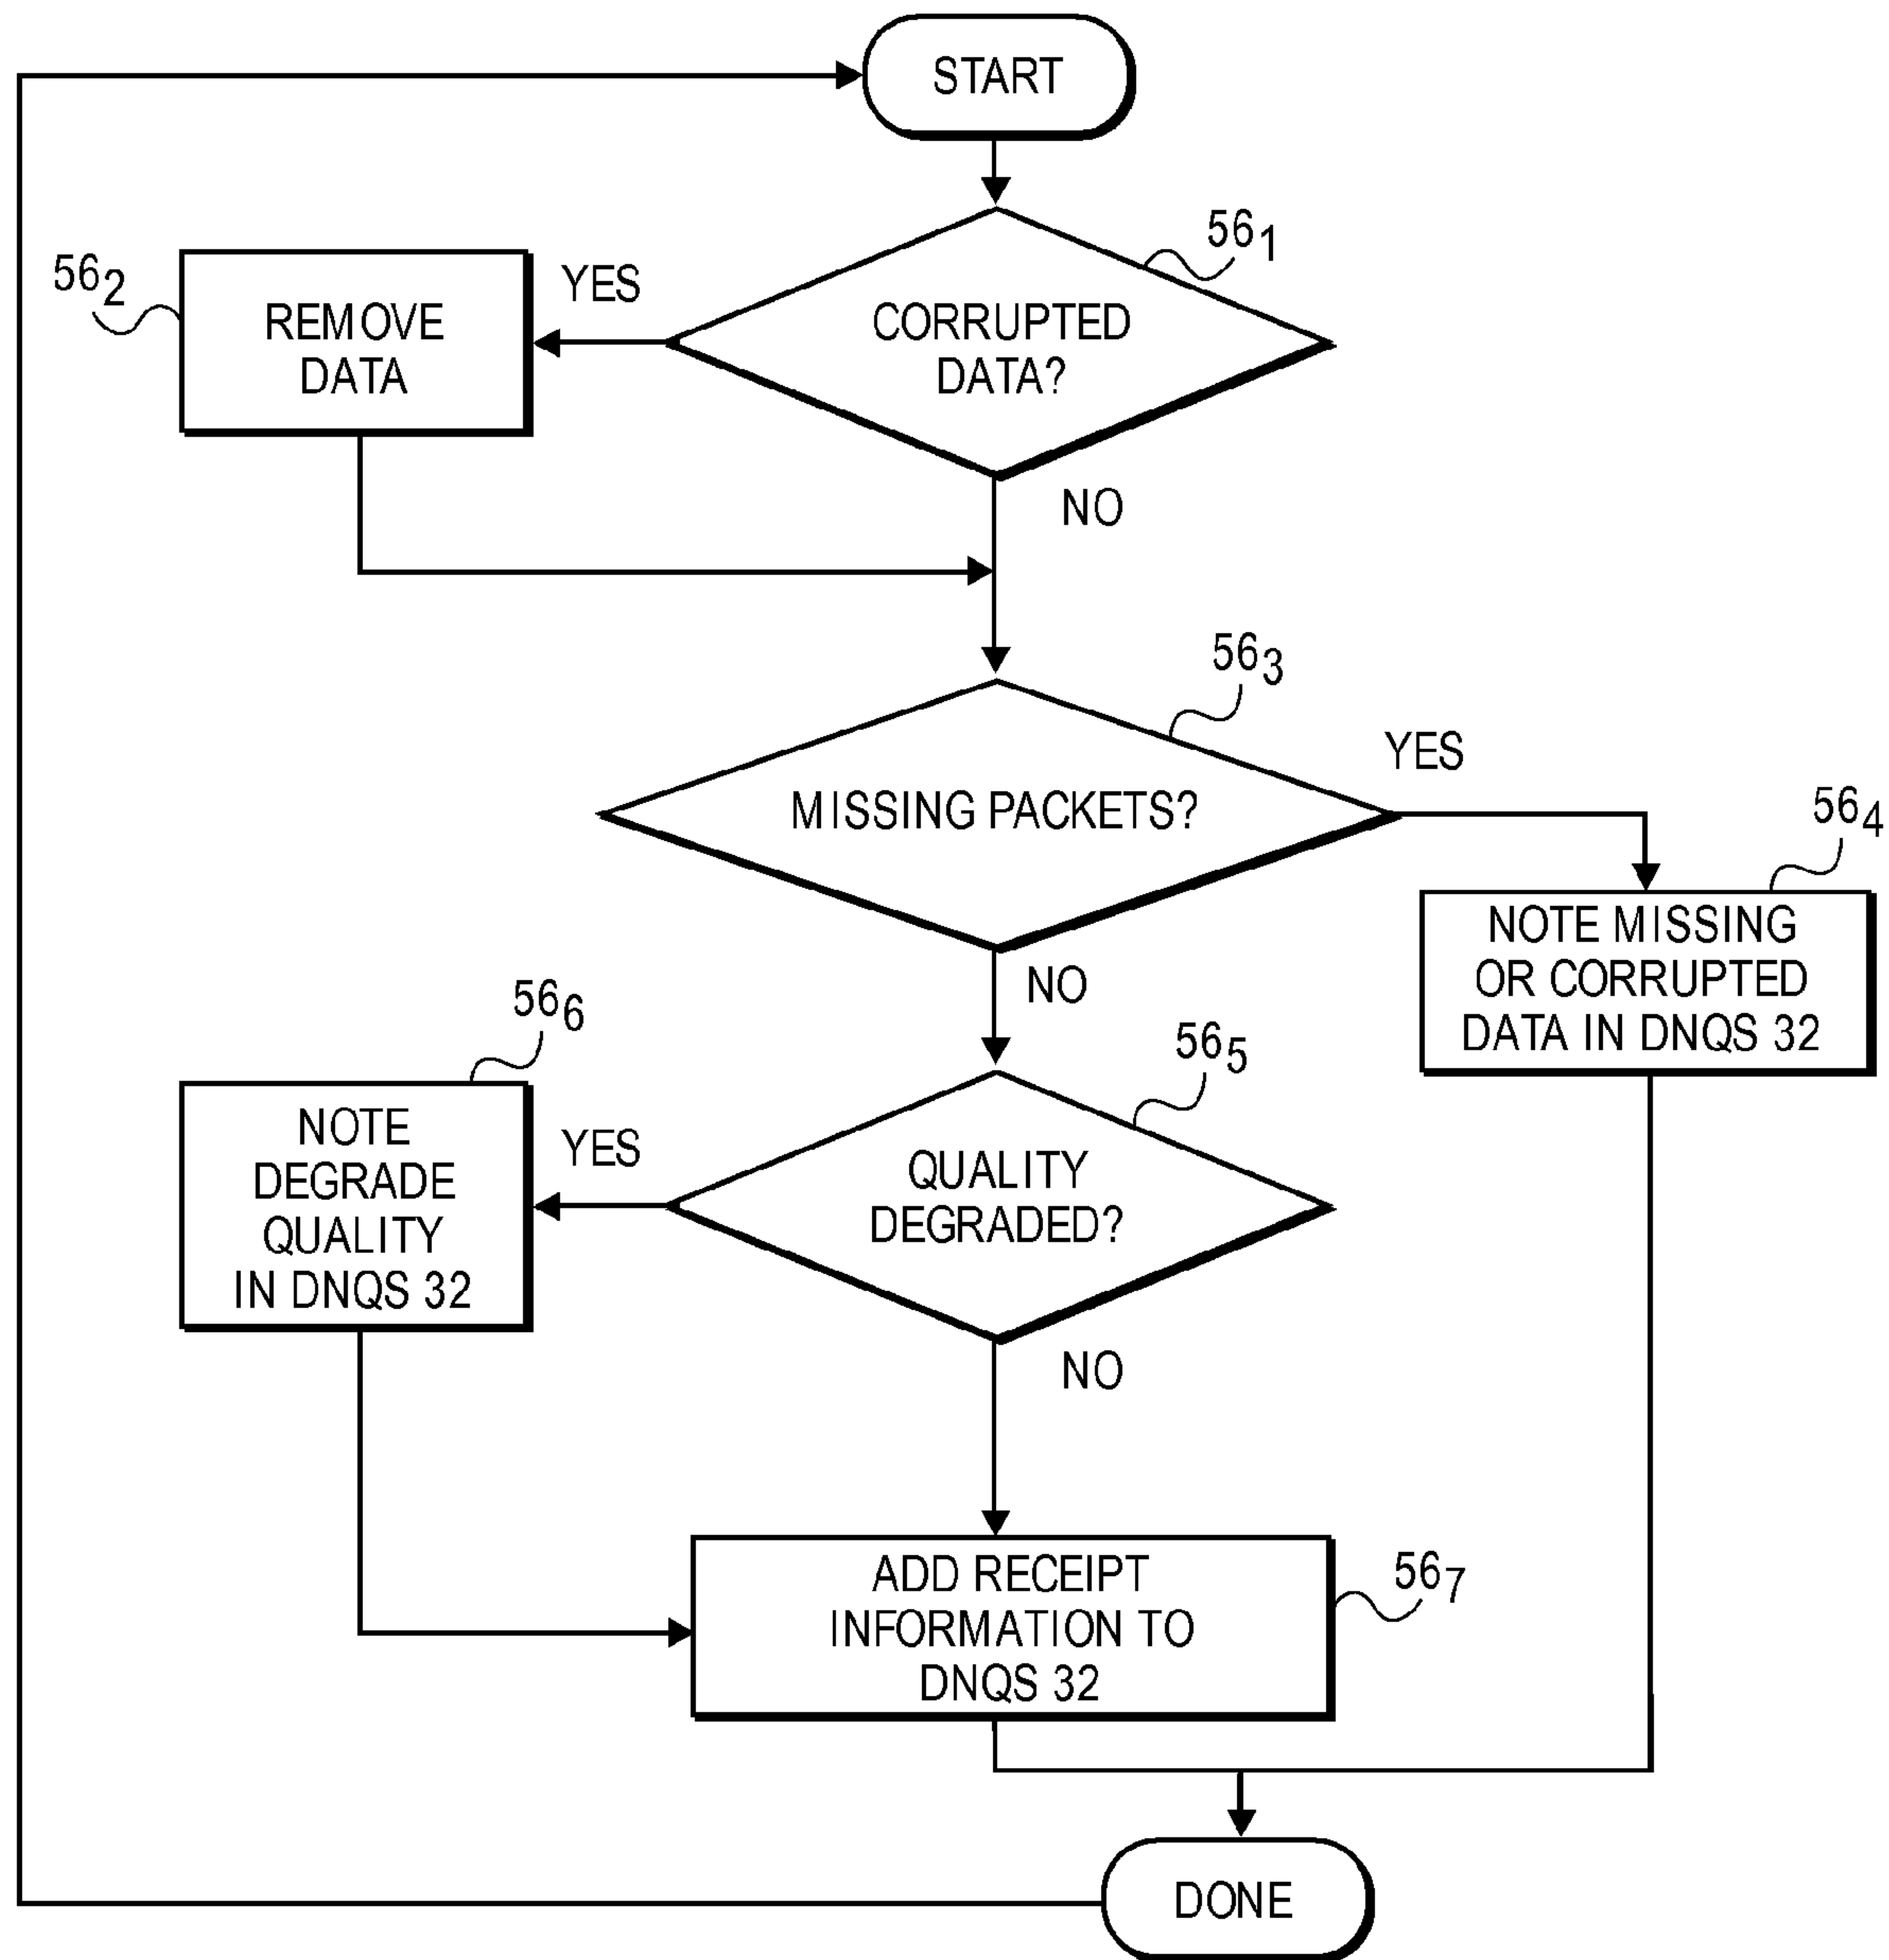 START
56₁
56₂
YES
REMOVE
DATA
CORRUPTED
DATA?
NO
56₃
YES
MISSING PACKETS?
56₄
NOTE MISSING
OR CORRUPTED
DATA IN DNQS 32
NO
56₆
56₅
NOTE
DEGRADE
QUALITY
IN DNQS 32
YES
QUALITY
DEGRADED?
NO
ADD RECEIPT
INFORMATION TO
DNQS 32
56₇
DONE